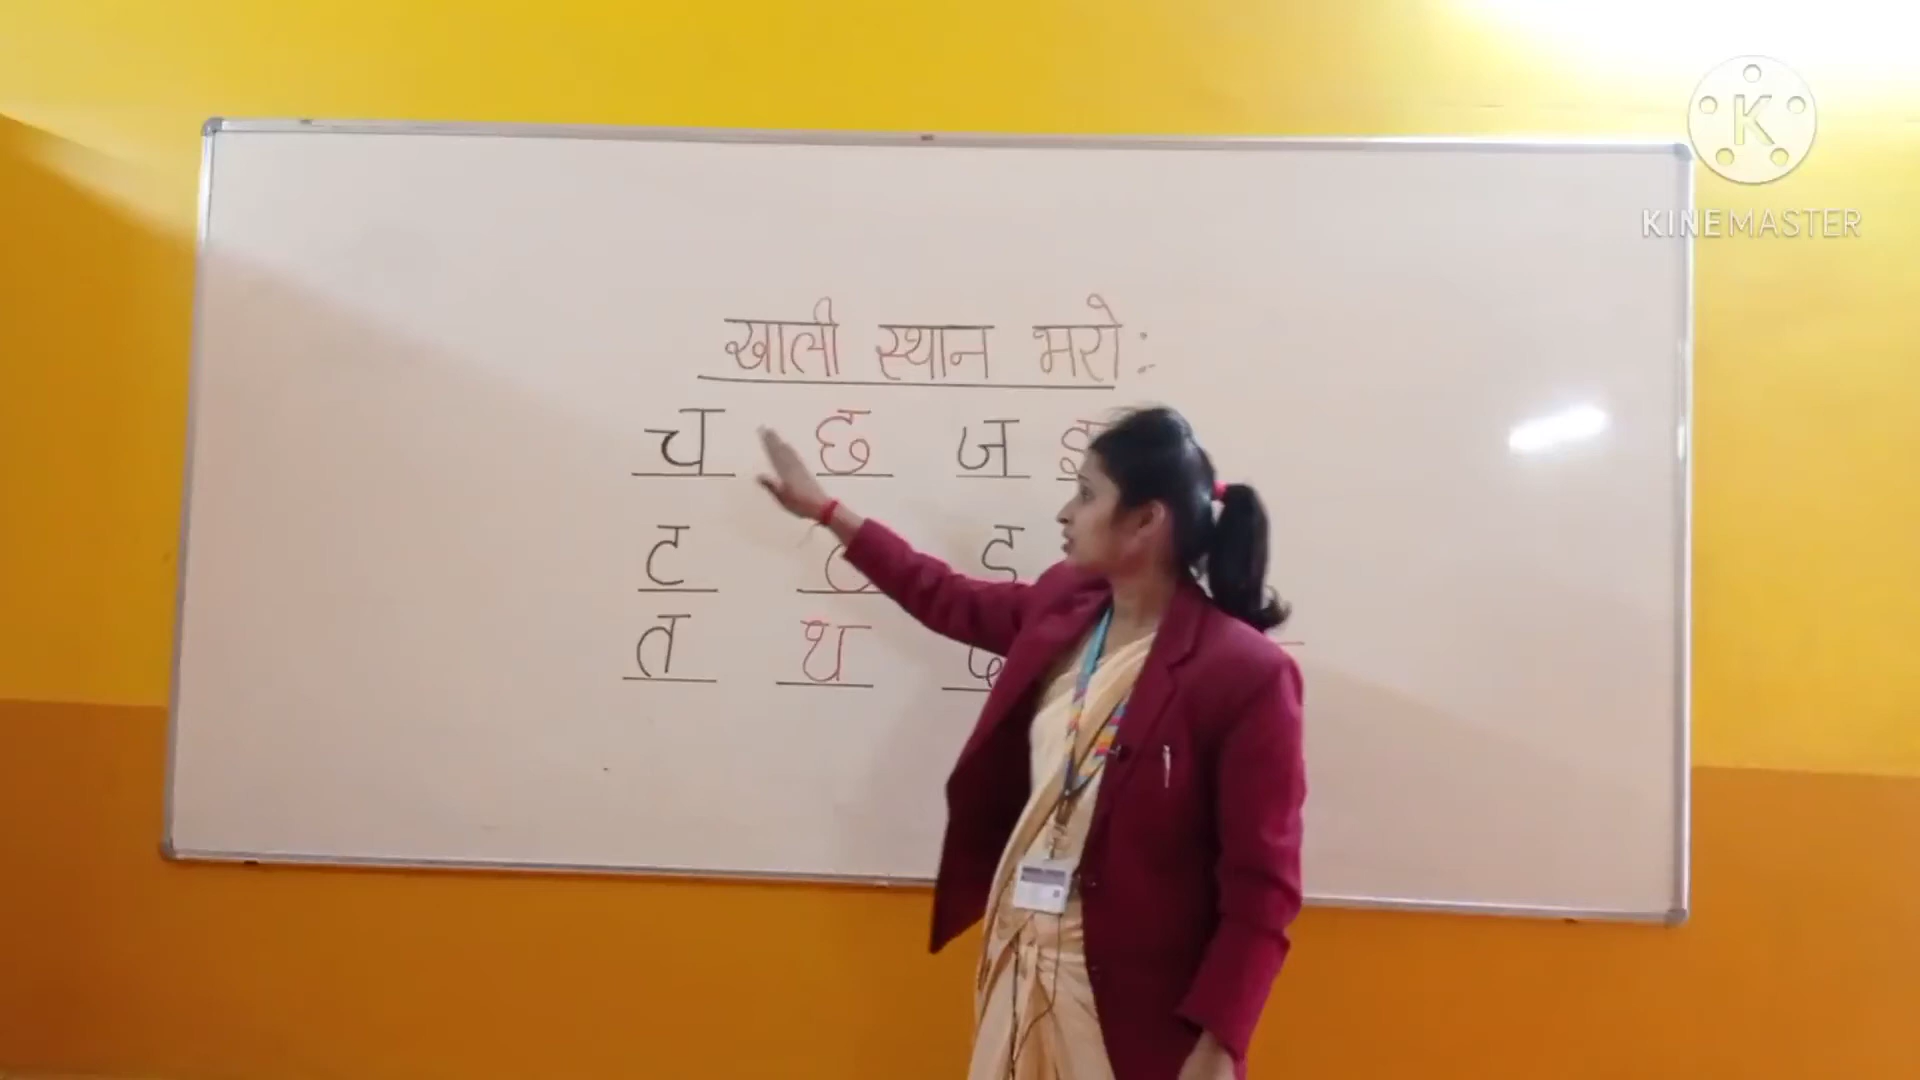 खाली स्थान भरो :-
च छ ज
ट ड
त थ
K
KINEMASTER